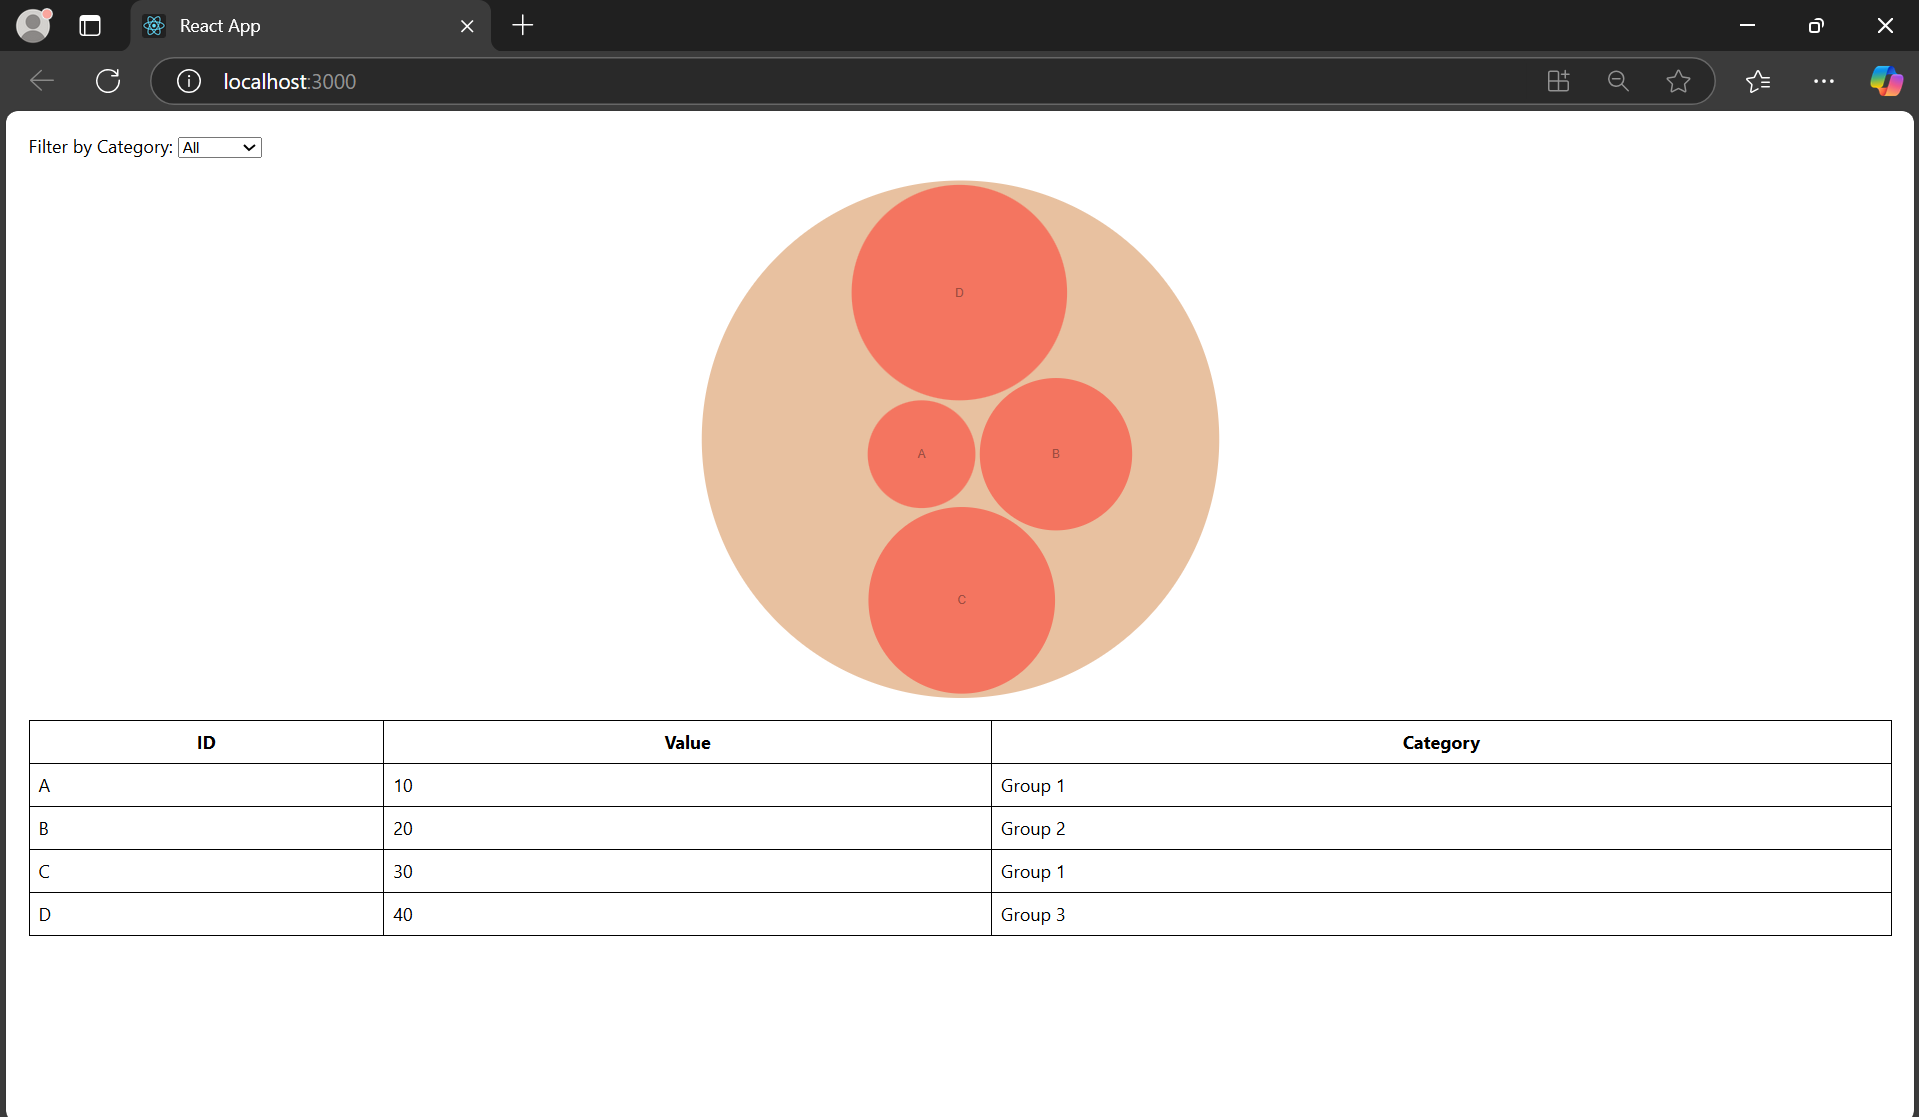 React App
localhost:3000
Filter by Category: All
D
A
B
C
ID Value Category
A 10 Group 1
B 20 Group 2
C 30 Group 1
D 40 Group 3